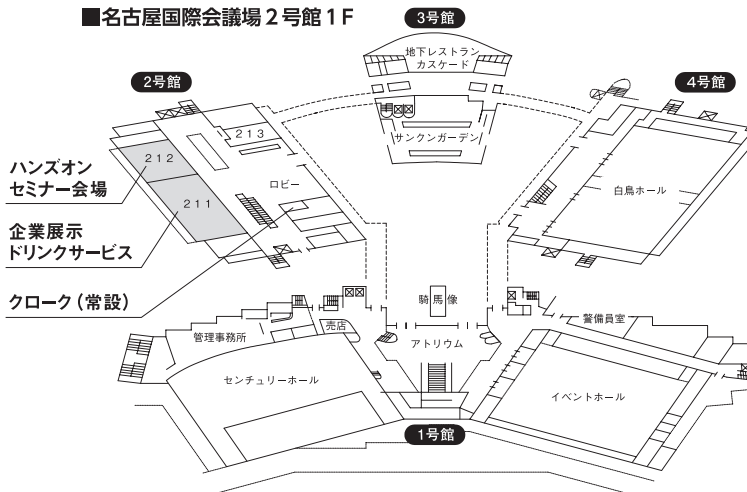 ■名古屋国際会議場2号館1F
3号館
地下レストラン
カスケード
2号館
4号館
213
サンクンガーデン
212
ハンズオン
セミナー会場
ロビー
白鳥ホール
211
企業展示
ドリンクサービス
クローク(常設)
騎馬像
売店
警備員室
管理事務所
アトリウム
センチュリーホール
イベントホール
1号館